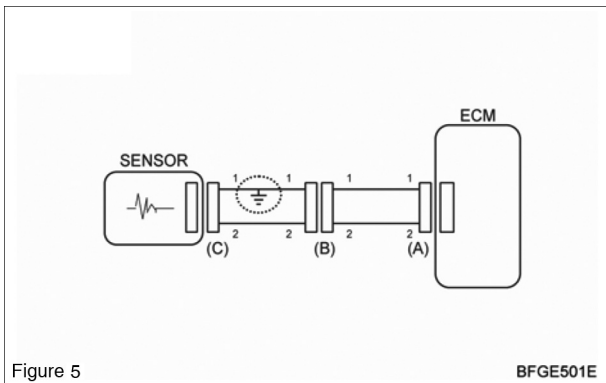 ECM
SENSOR
1 1 1 1
2 2 2 2
(C) (B) (A)
Figure 5 BFGE501E